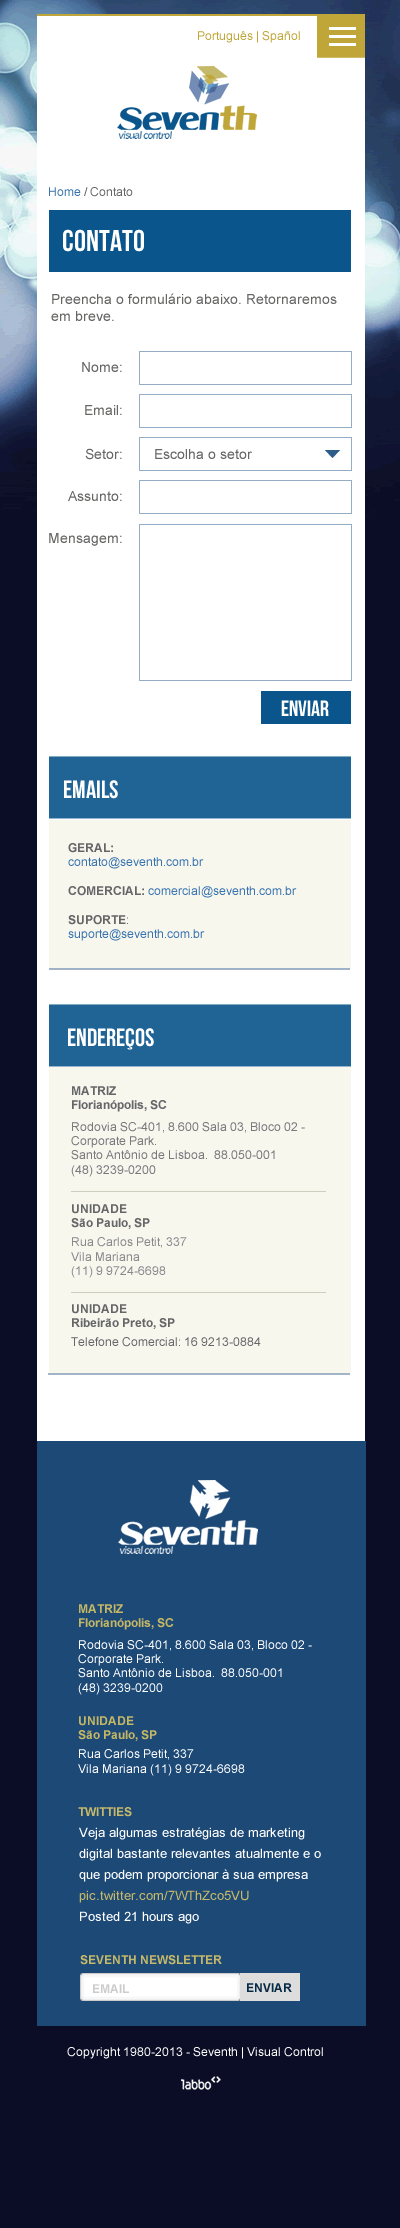 Português | Spañol
Seventh
visual control
Home / Contato
CONTATO
Preencha o formulário abaixo. Retornaremos
em breve.
Nome:
Email:
Setor: Escolha o setor
Assunto:
Mensagem:
ENVIAR
EMAILS
GERAL:
contato@seventh.com.br
COMERCIAL: comercial@seventh.com.br
SUPORTE:
suporte@seventh.com.br
ENDEREÇOS
MATRIZ
Florianópolis, SC
Rodovia SC-401, 8.600 Sala 03, Bloco 02 -
Corporate Park.
Santo Antônio de Lisboa. 88.050-001
(48) 3239-0200
UNIDADE
São Paulo, SP
Rua Carlos Petit, 337
Vila Mariana
(11) 9 9724-6698
UNIDADE
Ribeirão Preto, SP
Telefone Comercial: 16 9213-0884
Seventh
visual control
MATRIZ
Florianópolis, SC
Rodovia SC-401, 8.600 Sala 03, Bloco 02 -
Corporate Park.
Santo Antônio de Lisboa. 88.050-001
(48) 3239-0200
UNIDADE
São Paulo, SP
Rua Carlos Petit, 337
Vila Mariana (11) 9 9724-6698
TWITTIES
Veja algumas estratégias de marketing
digital bastante relevantes atualmente e o
que podem proporcionar à sua empresa
pic.twitter.com/7WThZco5VU
Posted 21 hours ago
SEVENTH NEWSLETTER
EMAIL ENVIAR
Copyright 1980-2013 - Seventh | Visual Control
labbo